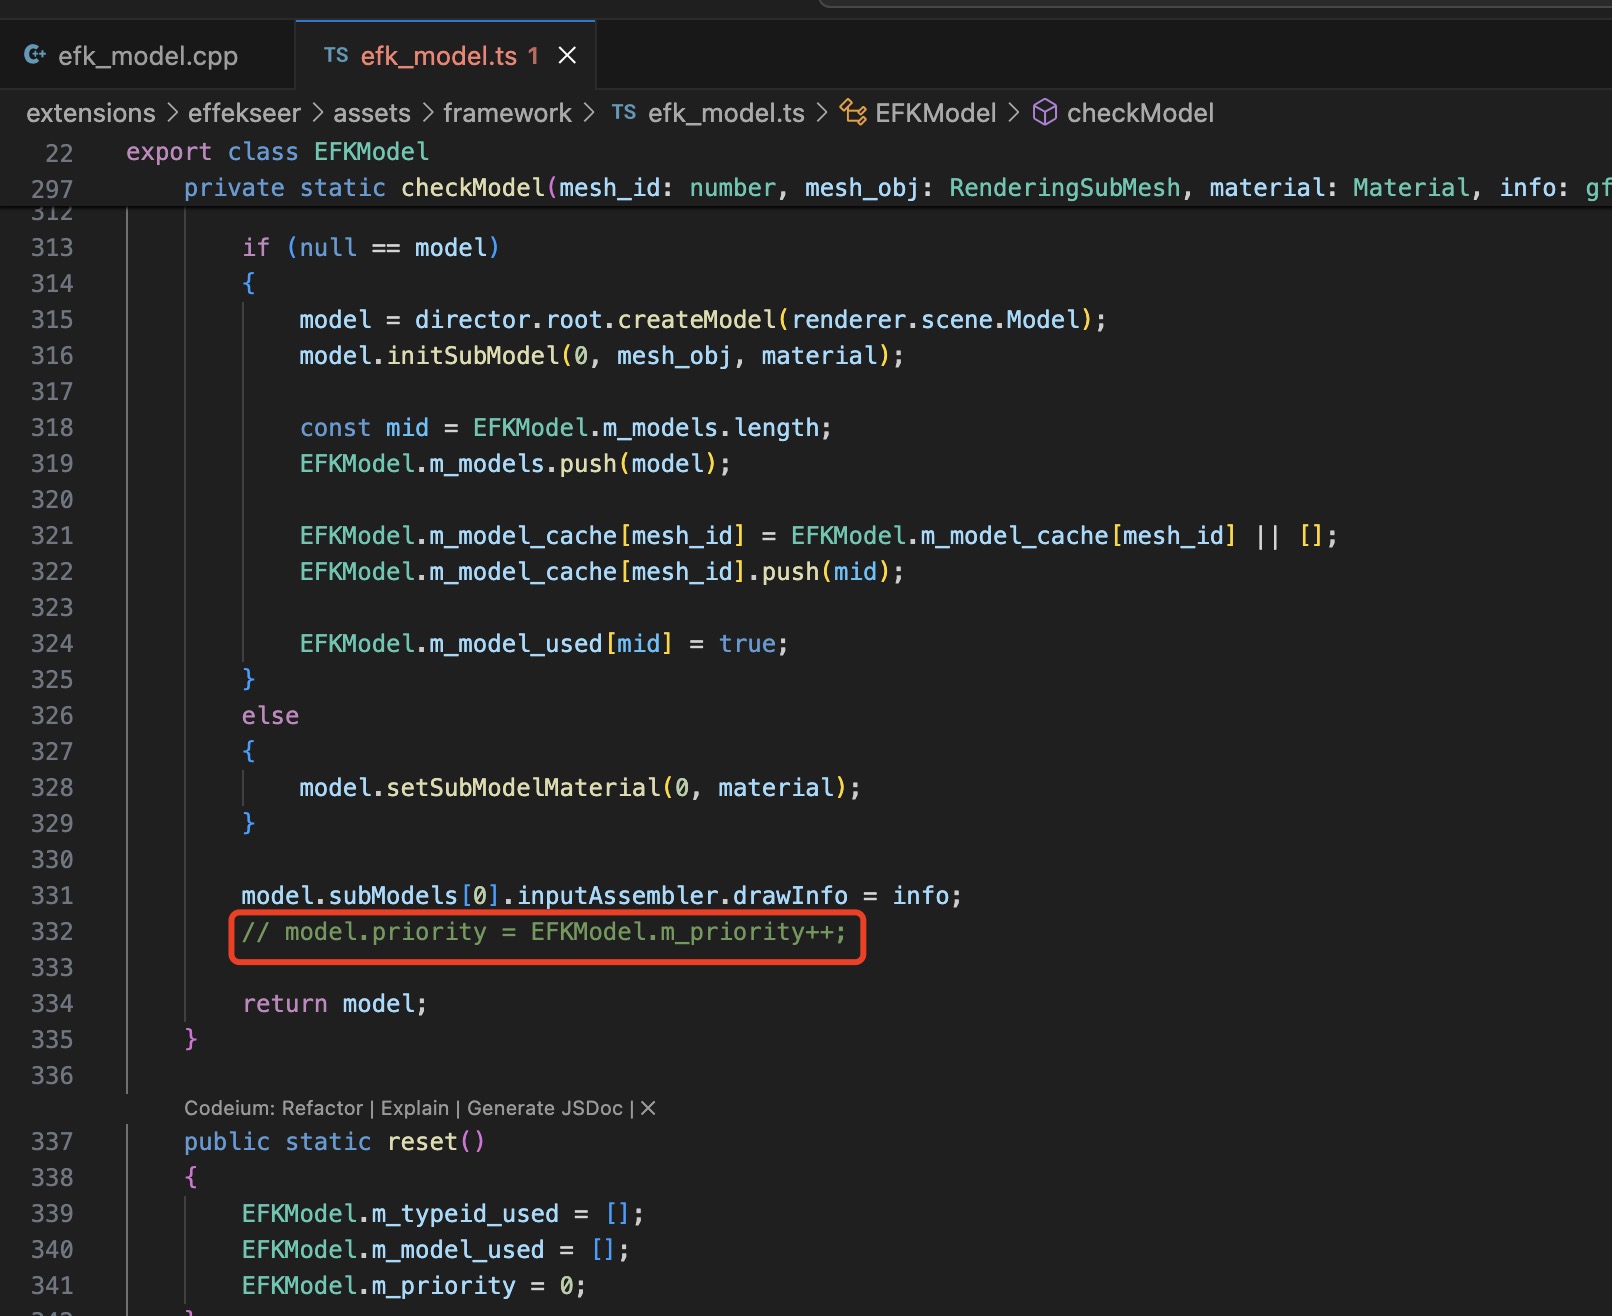 efk_model.cpp
TS efk_model.ts 1
extensions > effekseer > assets > framework > TS efk_model.ts > EFKModel > checkModel
22 export class EFKModel
297 private static checkModel(mesh_id: number, mesh_obj: RenderingSubMesh, material: Material, info: gf
312
313 if (null == model)
314 {
315 model = director.root.createModel(renderer.scene.Model);
316 model.initSubModel(0, mesh_obj, material);
317
318 const mid = EFKModel.m_models.length;
319 EFKModel.m_models.push(model);
320
321 EFKModel.m_model_cache[mesh_id] = EFKModel.m_model_cache[mesh_id] || [];
322 EFKModel.m_model_cache[mesh_id].push(mid);
323
324 EFKModel.m_model_used[mid] = true;
325 }
326 else
327 {
328 model.setSubModelMaterial(0, material);
329 }
330
331 model.subModels[0].inputAssembler.drawInfo = info;
332 // model.priority = EFKModel.m_priority++;
333
334 return model;
335 }
336
Codeium: Refactor | Explain | Generate JSDoc | ×
337 public static reset()
338 {
339 EFKModel.m_typeid_used = [];
340 EFKModel.m_model_used = [];
341 EFKModel.m_priority = 0;